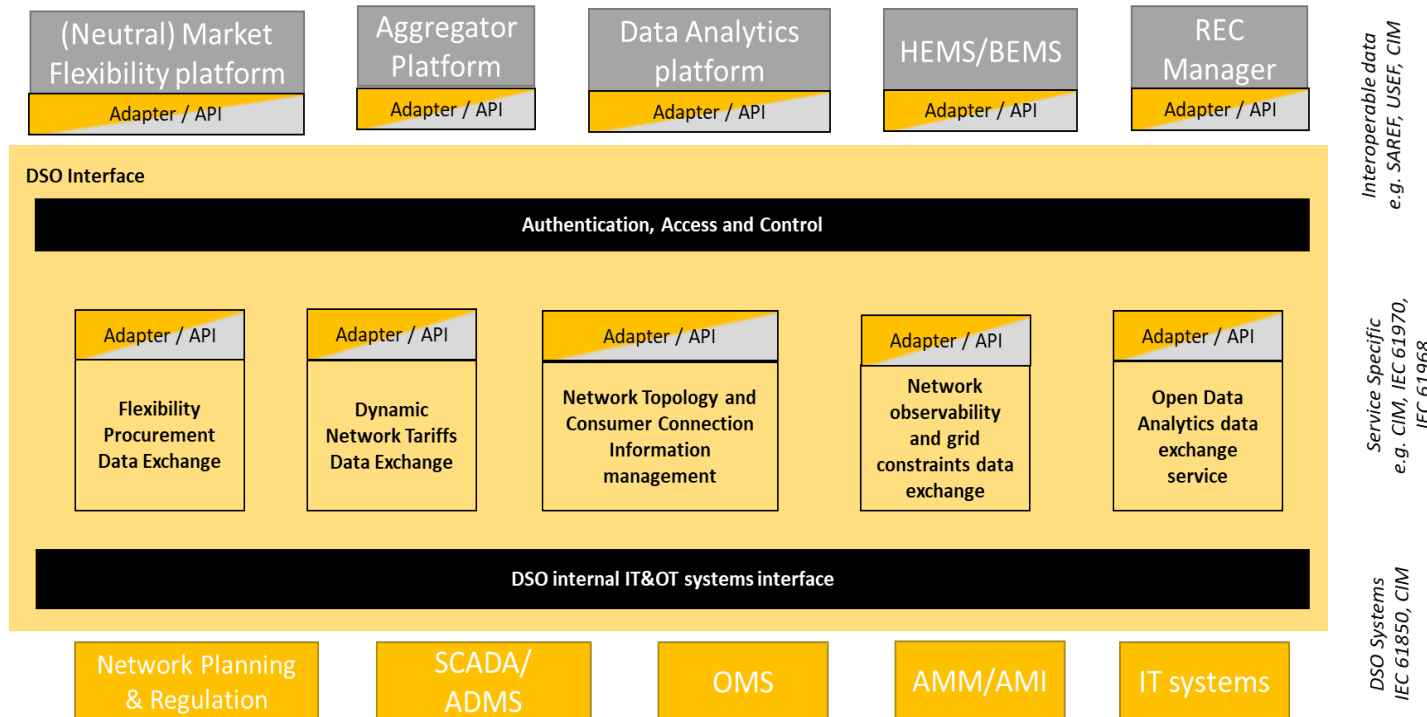 (Neutral) Market
Flexibility platform
Adapter / API
Aggregator
Platform
Adapter / API
Data Analytics
platform
Adapter / API
HEMS/BEMS
Adapter / API
REC
Manager
Adapter / API
Interoperable data
e.g. SAREF, USEF, CIM
DSO Interface
Authentication, Access and Control
Adapter / API
Flexibility
Procurement
Data Exchange
Adapter / API
Dynamic
Network Tariffs
Data Exchange
Adapter / API
Network Topology and
Consumer Connection
Information
management
Adapter / API
Network
observability
and grid
constraints data
exchange
Adapter / API
Open Data
Analytics data
exchange
service
Service Specific
e.g. CIM, IEC 61970,
IEC 61968
DSO internal IT&OT systems interface
Network Planning
& Regulation
SCADA/
ADMS
OMS
AMM/AMI
IT systems
DSO Systems
IEC 61850, CIM